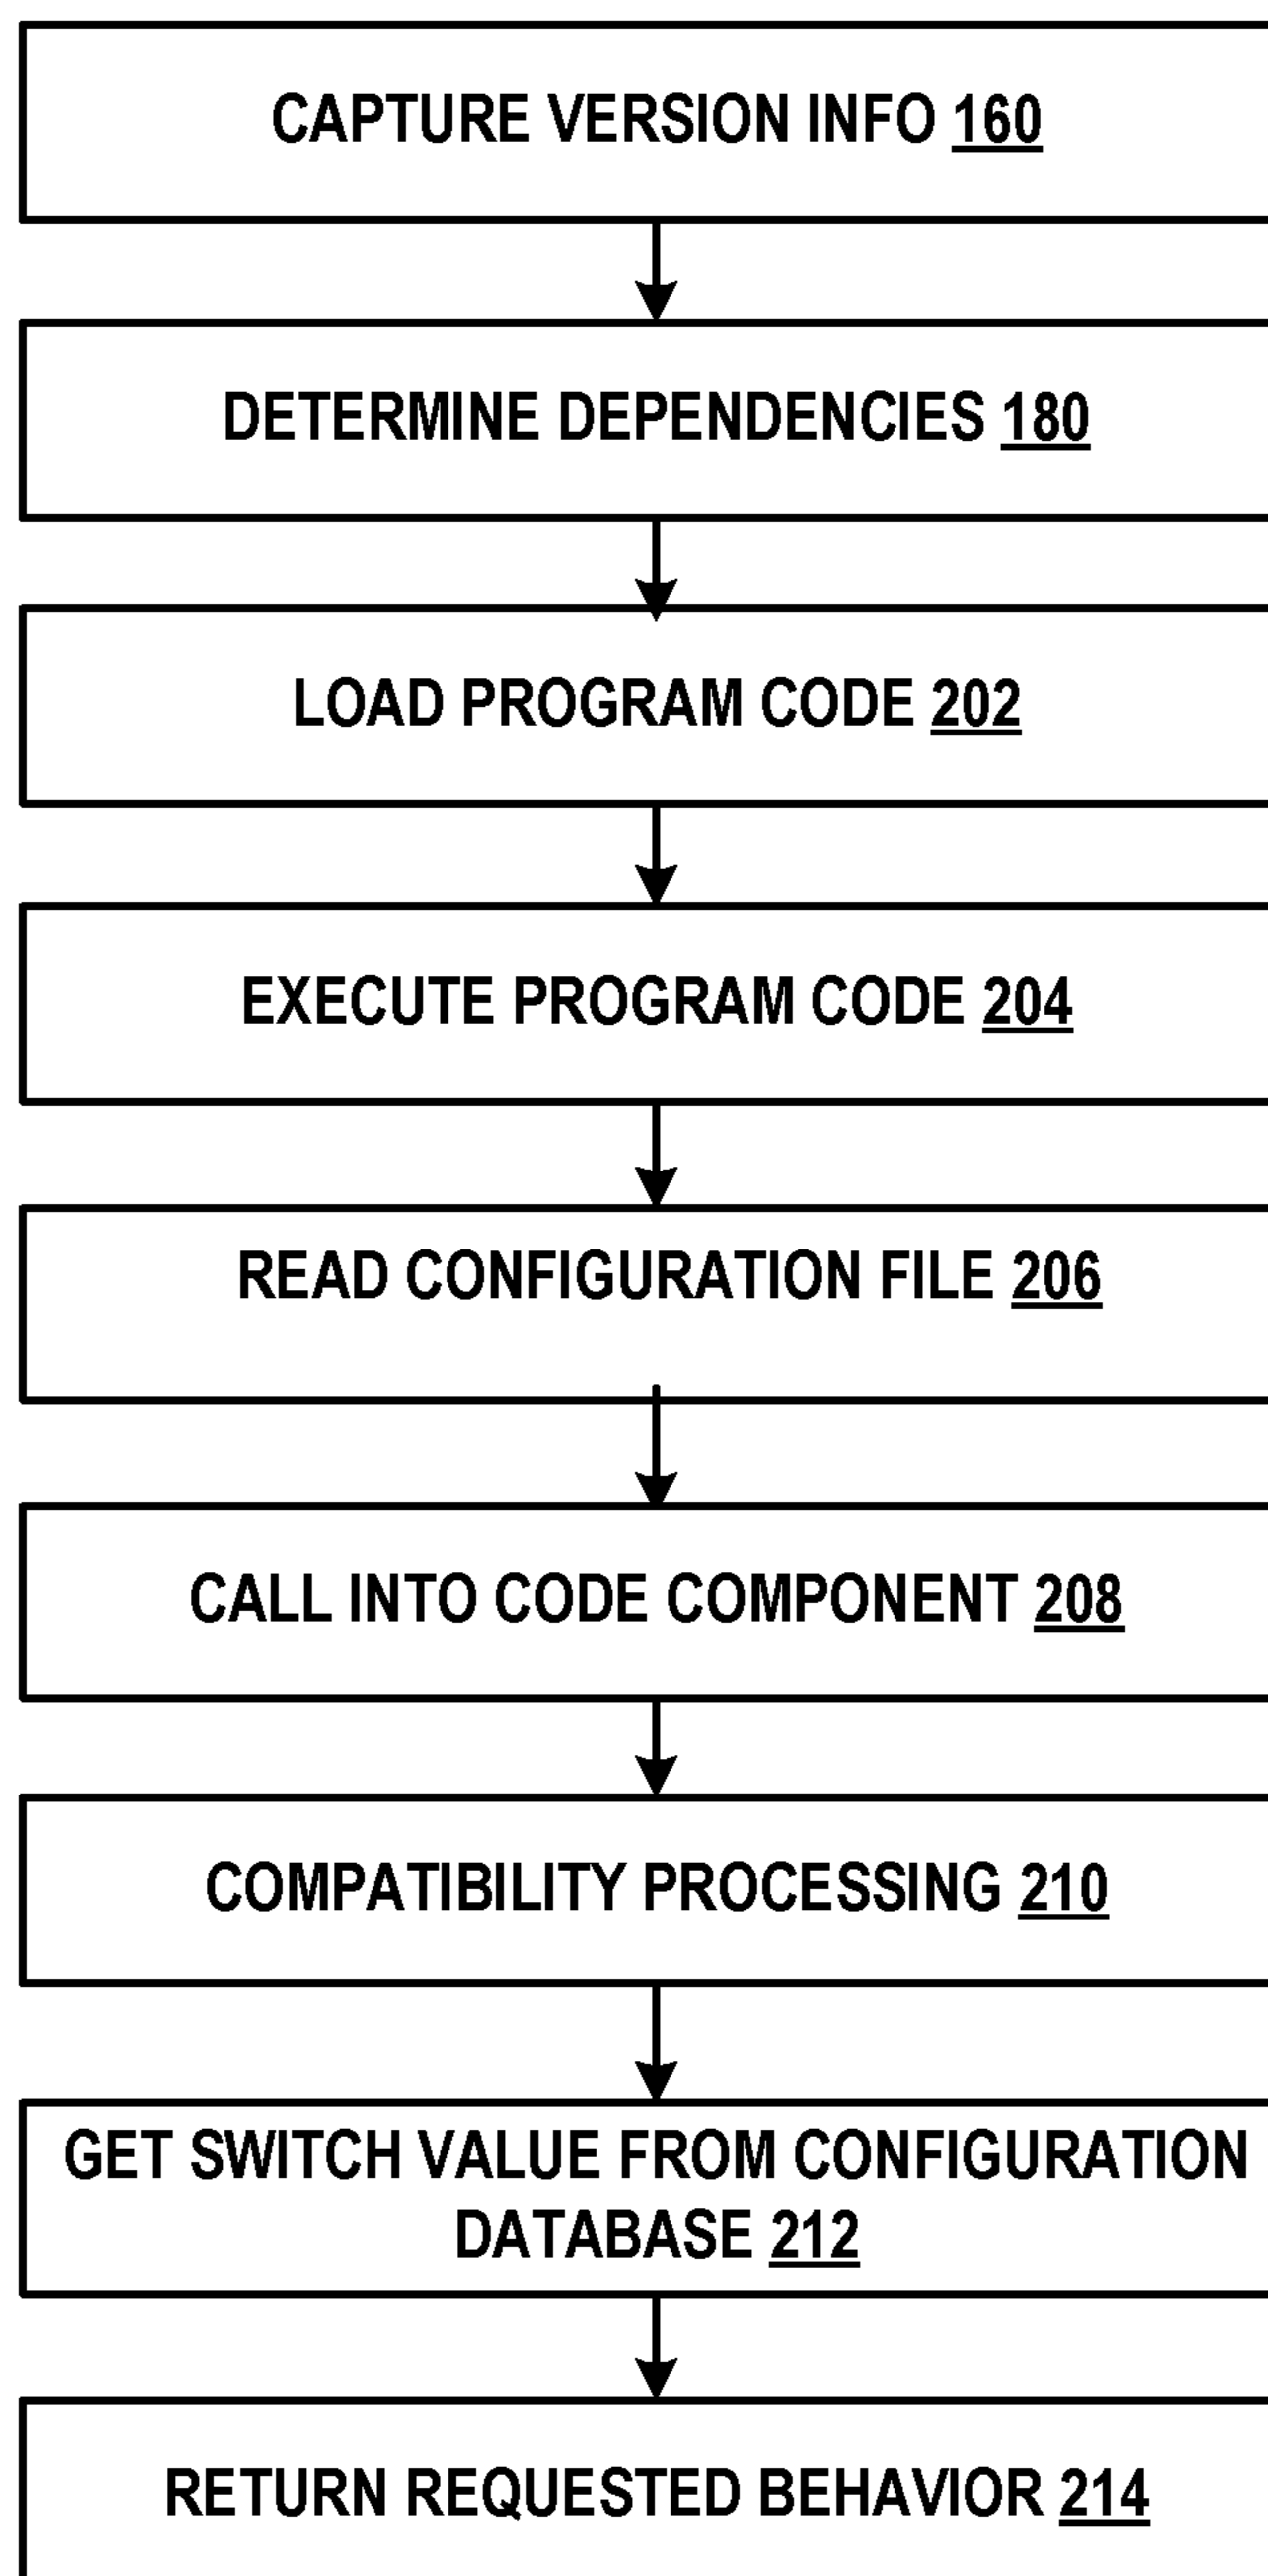 CAPTURE VERSION INFO 160
DETERMINE DEPENDENCIES 180
LOAD PROGRAM CODE 202
EXECUTE PROGRAM CODE 204
READ CONFIGURATION FILE 206
CALL INTO CODE COMPONENT 208
COMPATIBILITY PROCESSING 210
GET SWITCH VALUE FROM CONFIGURATION
DATABASE 212
RETURN REQUESTED BEHAVIOR 214